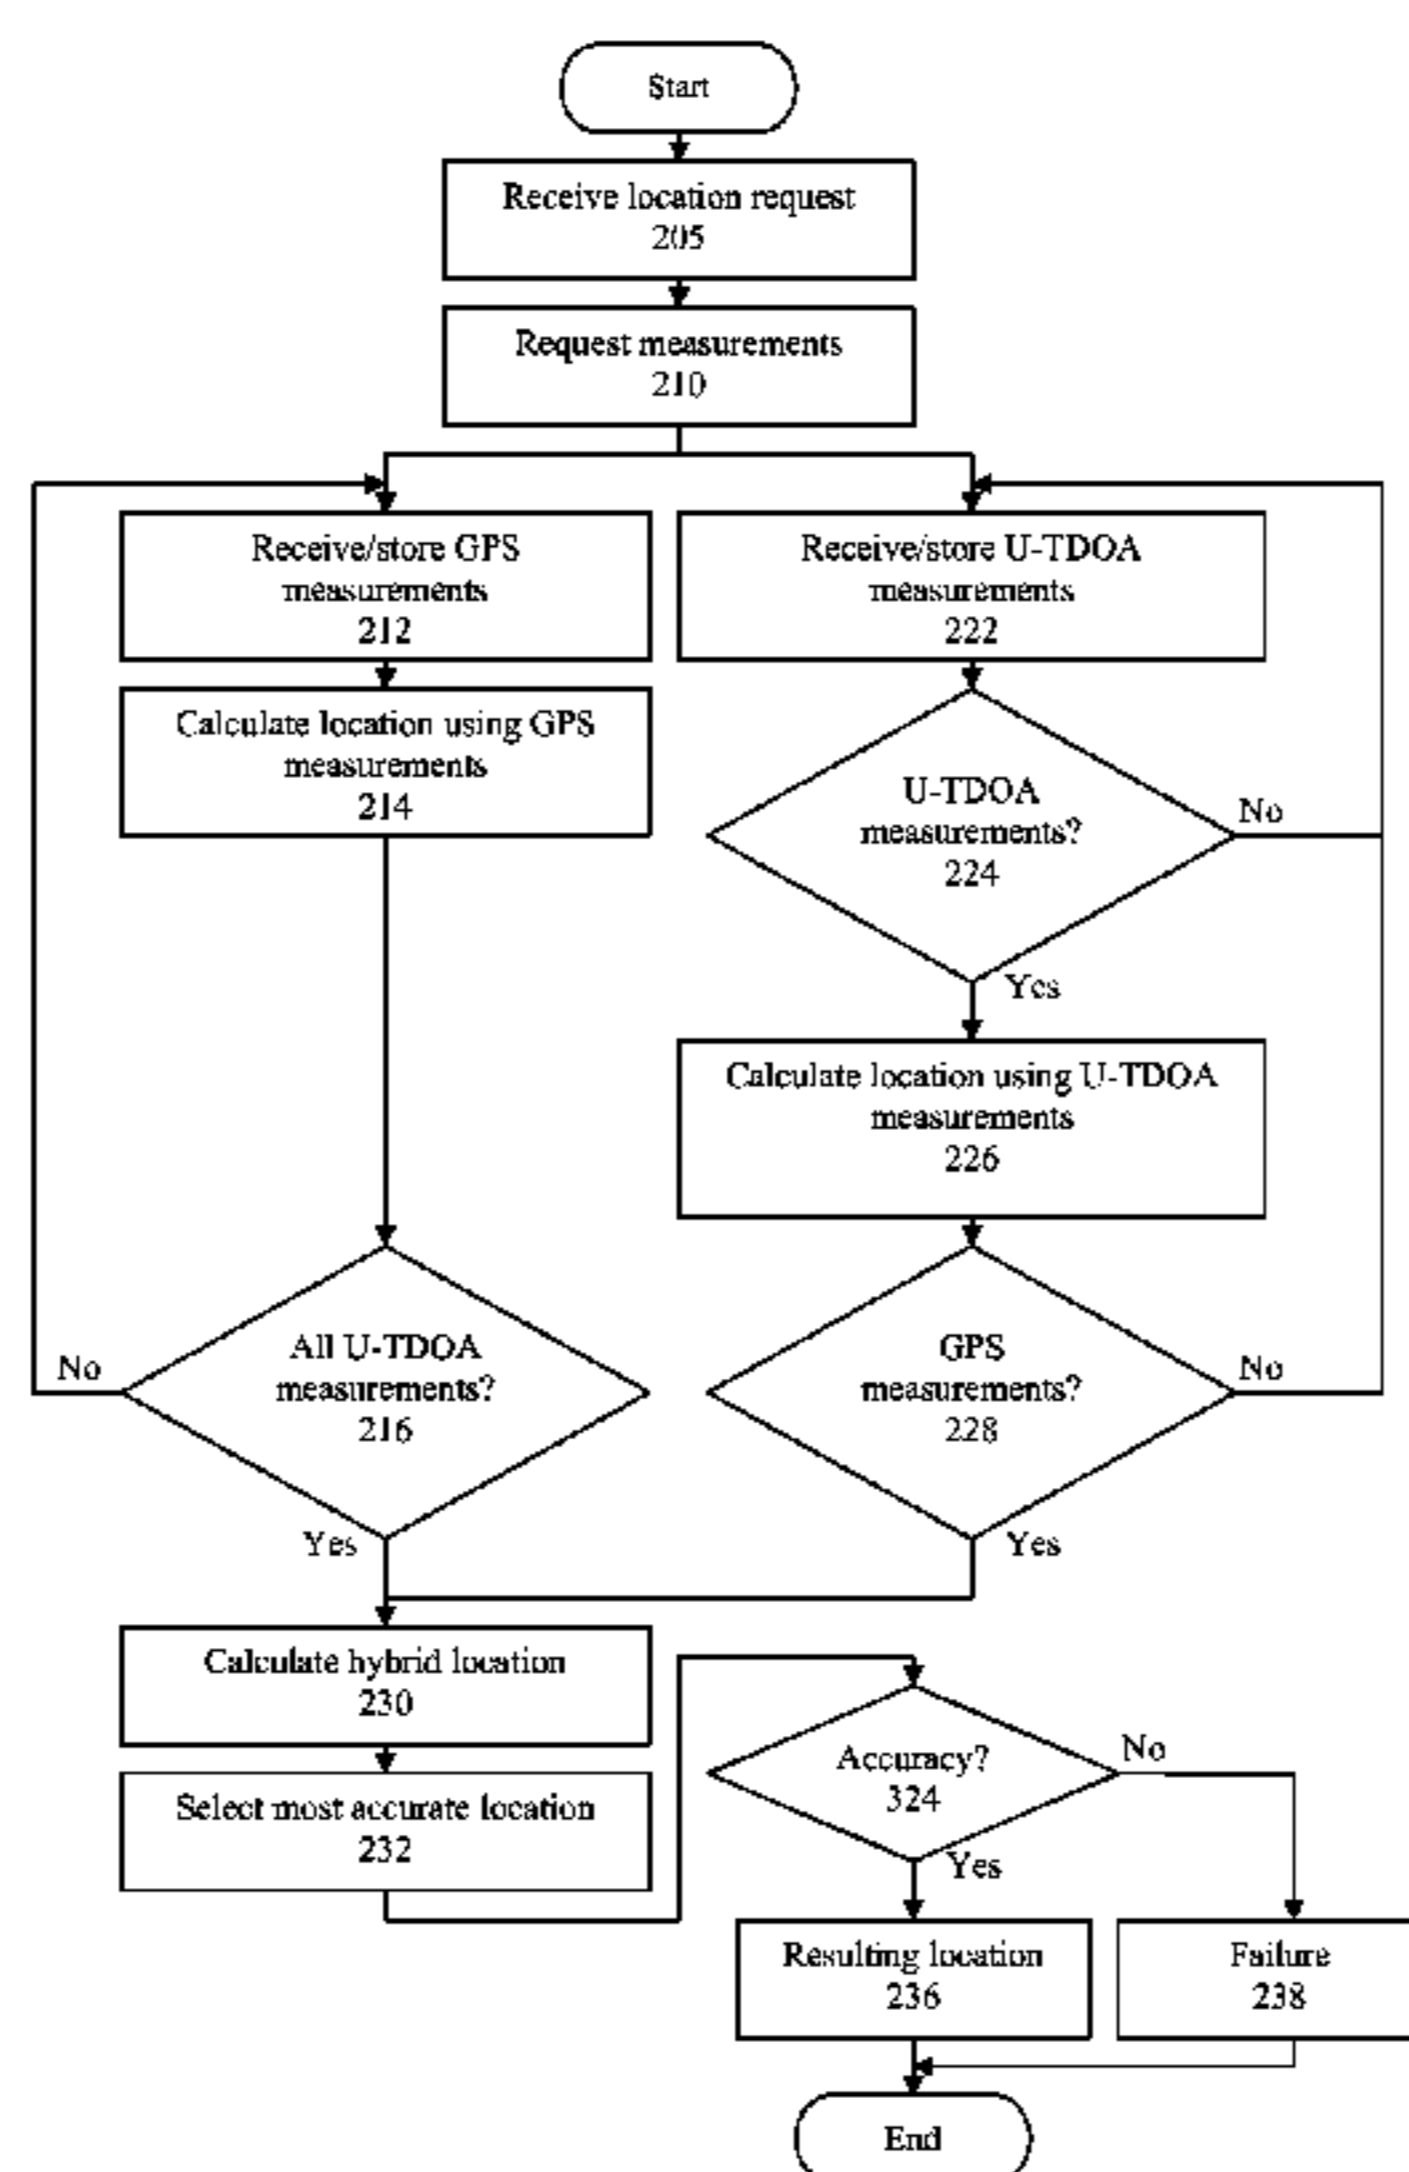 Start
Receive location request
205
Request measurements
210
Receive/store GPS
measurements
212
Receive/store U-TDOA
measurements
222
Calculate location using GPS
measurements
214
U-TDOA
measurements?
224
No
Yes
Calculate location using U-TDOA
measurements
226
All U-TDOA
measurements?
216
No
Yes
GPS
measurements?
228
No
Yes
Calculate hybrid location
230
Select most accurate location
232
Accuracy?
324
No
Yes
Resulting location
236
Failure
238
End